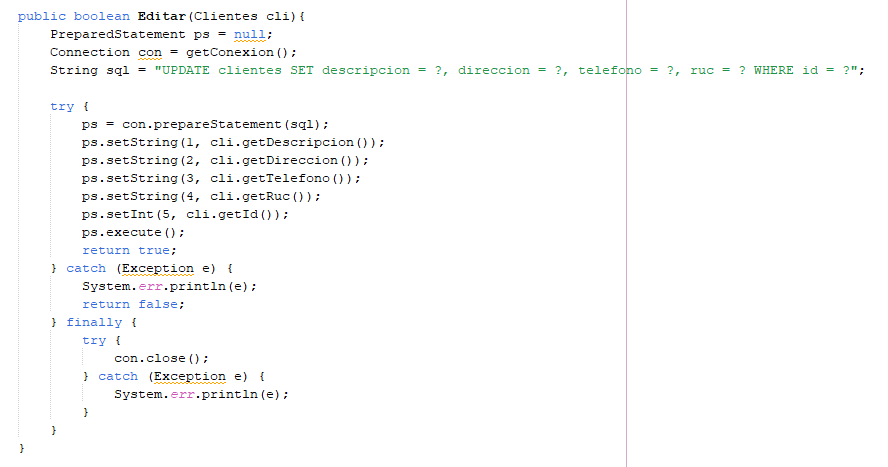 public boolean Editar(Clientes cli){
    PreparedStatement ps = null;
    Connection con = getConexion();
    String sql = "UPDATE clientes SET descripcion = ?, direccion = ?, telefono = ?, ruc = ? WHERE id = ?";

    try {
        ps = con.prepareStatement(sql);
        ps.setString(1, cli.getDescripcion());
        ps.setString(2, cli.getDireccion());
        ps.setString(3, cli.getTelefono());
        ps.setString(4, cli.getRuc());
        ps.setInt(5, cli.getId());
        ps.execute();
        return true;
    } catch (Exception e) {
        System.err.println(e);
        return false;
    } finally {
        try {
            con.close();
        } catch (Exception e) {
            System.err.println(e);
        }
    }
}